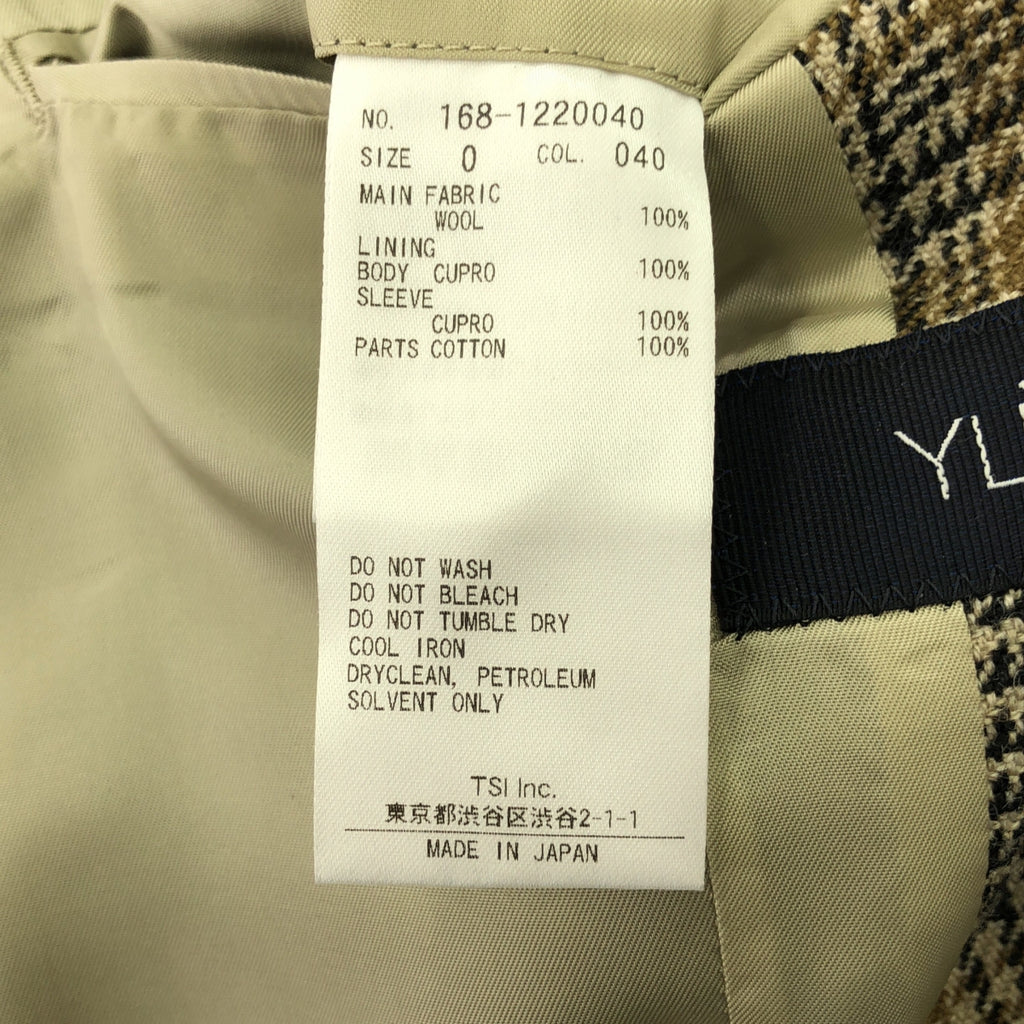 NO. 168-1220040
SIZE 0 COL. 040
MAIN FABRIC
WOOL 100%
LINING
BODY CUPRO 100%
SLEEVE
CUPRO 100%
PARTS COTTON 100%
DO NOT WASH
DO NOT BLEACH
DO NOT TUMBLE DRY
COOL IRON
DRYCLEAN, PETROLEUM
SOLVENT ONLY
TSI Inc.
東京都渋谷区渋谷2-1-1
MADE IN JAPAN